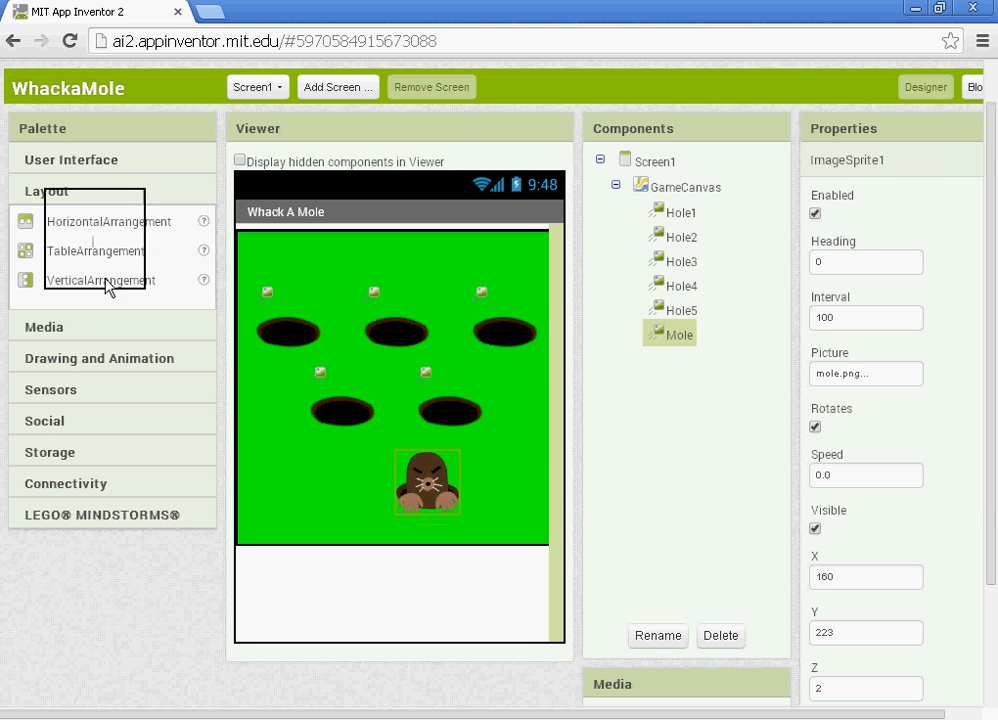 MIT App Inventor 2
ai2.appinventor.mit.edu/#5970584915673088
WhackaMole
Screen1
Add Screen ...
Remove Screen
Designer
Blo
Palette
User Interface
Layout
HorizontalArrangement
TableArrangement
VerticalArrangement
Media
Drawing and Animation
Sensors
Social
Storage
Connectivity
LEGO® MINDSTORMS®
Viewer
Display hidden components in Viewer
9:48
Whack A Mole
Components
Screen1
GameCanvas
Hole1
Hole2
Hole3
Hole4
Hole5
Mole
Rename
Delete
Media
Properties
ImageSprite1
Enabled
Heading
0
Interval
100
Picture
mole.png...
Rotates
Speed
0.0
Visible
X
160
Y
223
Z
2